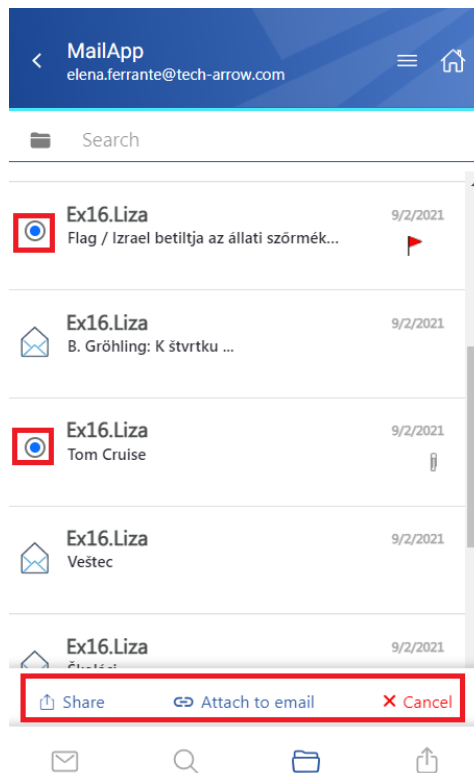 MailApp
elena.ferrante@tech-arrow.com
Search
Ex16.Liza 9/2/2021
Flag / Izrael betiltja az állati szőrmék...
Ex16.Liza 9/2/2021
B. Gröhling: K štvrtku ...
Ex16.Liza 9/2/2021
Tom Cruise
Ex16.Liza 9/2/2021
Veštec
Ex16.Liza 9/2/2021
Share Attach to email Cancel